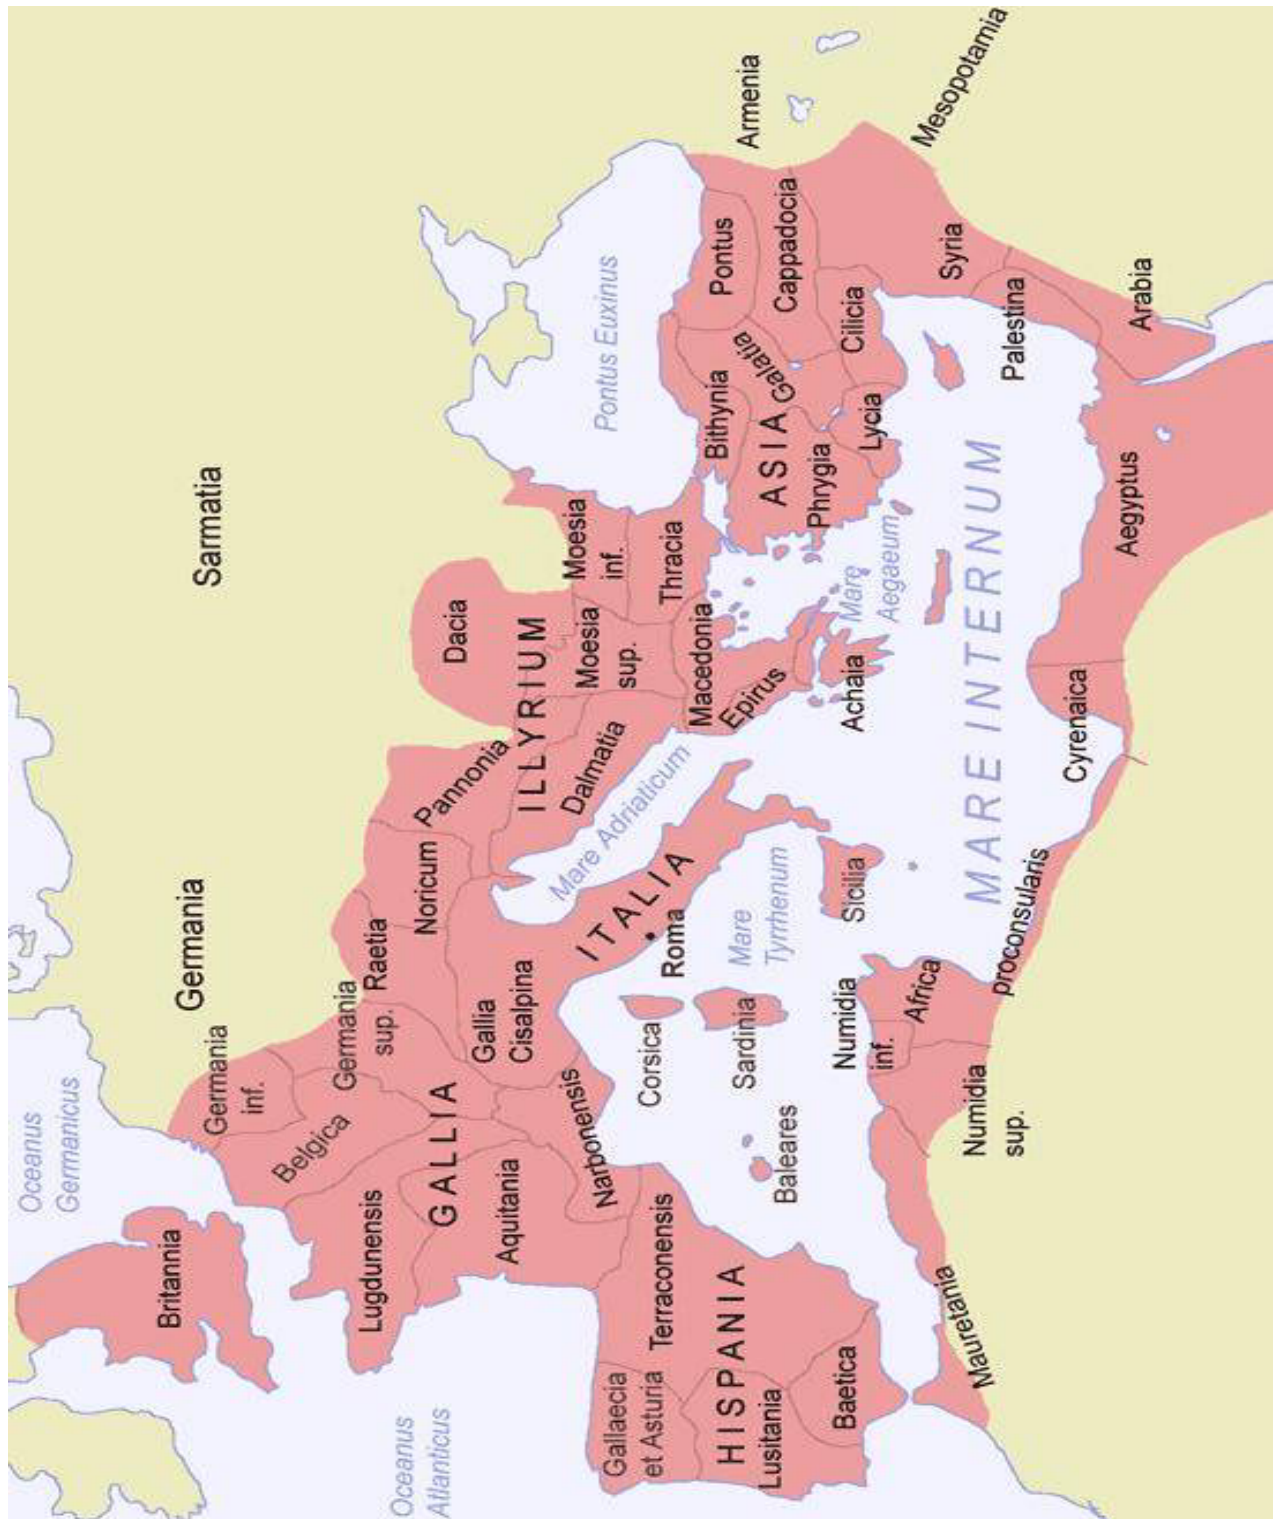 Oceanus
Germanicus
Britannia
Oceanus
Atlanticus
Germania
Sarmatia
Germania
inf.
Belgica
Germania
sup.
Lugdunensis
GALLIA
Aquitania
Narbonensis
Raetia
Noricum
Pannonia
Gallia
Cisalpina
ILLYRIUM
Dalmatia
Dacia
Moesia
sup.
Moesia
inf.
Thracia
Macedonia
Epirus
Achaia
Pontus Euxinus
Mare Adriaticum
ITALIA
Roma
Corsica
Sardinia
Mare
Tyrrhenum
Sicilia
Baleares
Gallaecia
et Asturia
Terraconensis
HISPANIA
Lusitania
Baetica
Mauretania
Numidia
inf.
Numidia
sup.
Africa
proconsularis
MARE INTERNUM
Mare
Aegaeum
Cyrenaica
Aegyptus
Bithynia
Pontus
Galatia
ASIA
Phrygia
Lycia
Cilicia
Cappadocia
Armenia
Mesopotamia
Syria
Palestina
Arabia